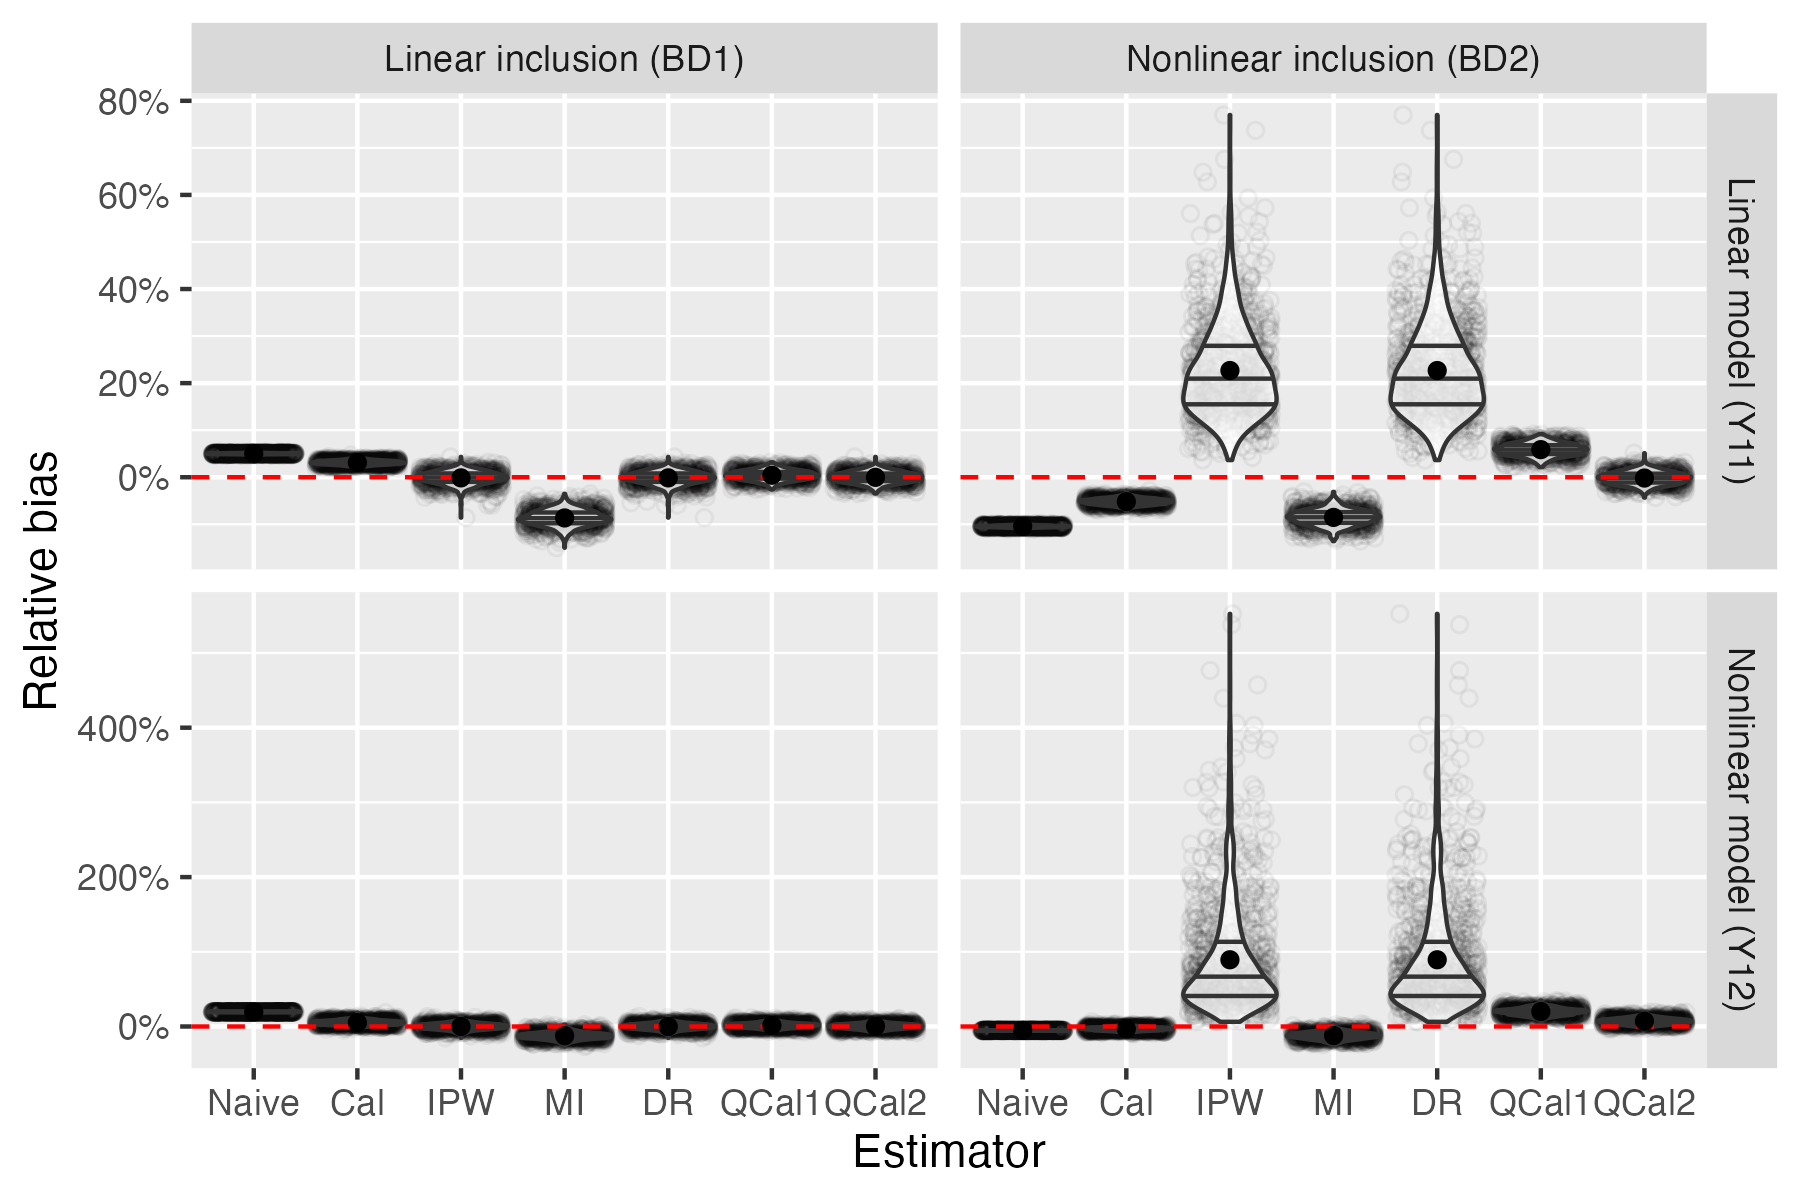 Linear inclusion (BD1)
Nonlinear inclusion (BD2)
80%
60%
40%
20%
0%
Linear model (Y11)
Relative bias
400%
200%
0%
Nonlinear model (Y12)
Naive Cal IPW MI DR QCal1 QCal2
Naive Cal IPW MI DR QCal1 QCal2
Estimator